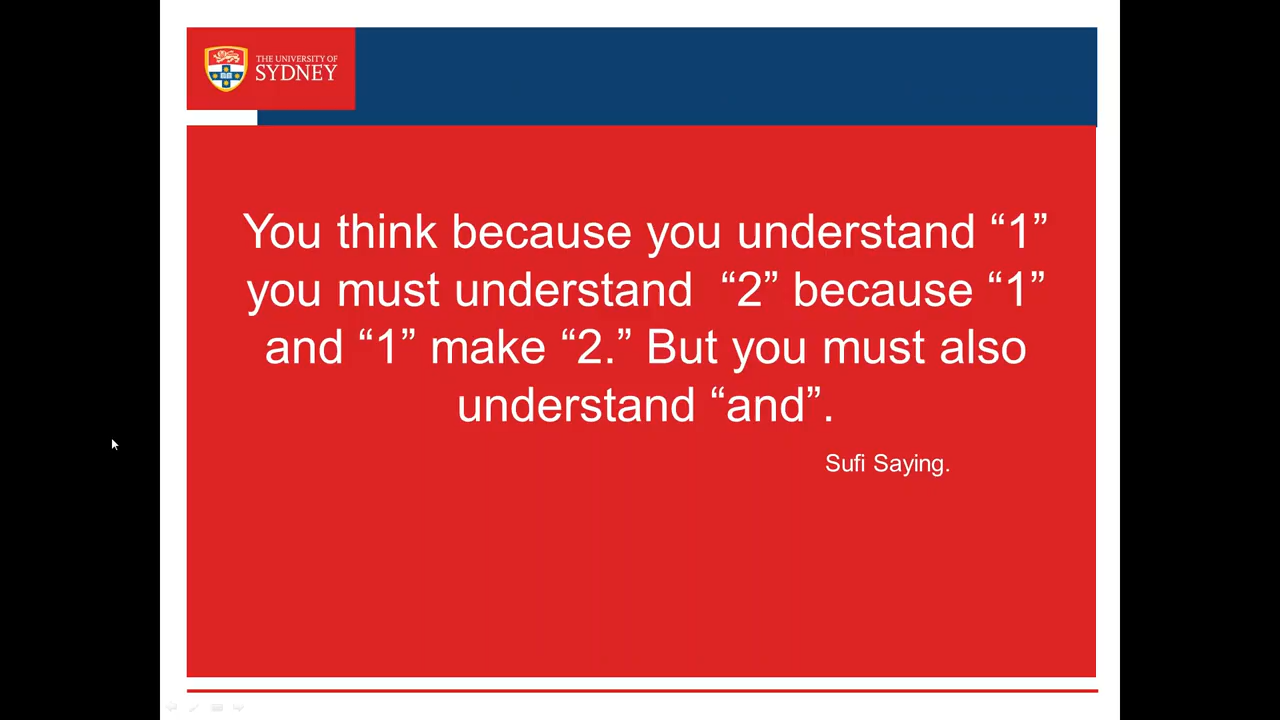 THE UNIVERSITY OF
SYDNEY
You think because you understand “1”
you must understand  “2” because “1”
and “1” make “2.” But you must also
understand “and”.
Sufi Saying.